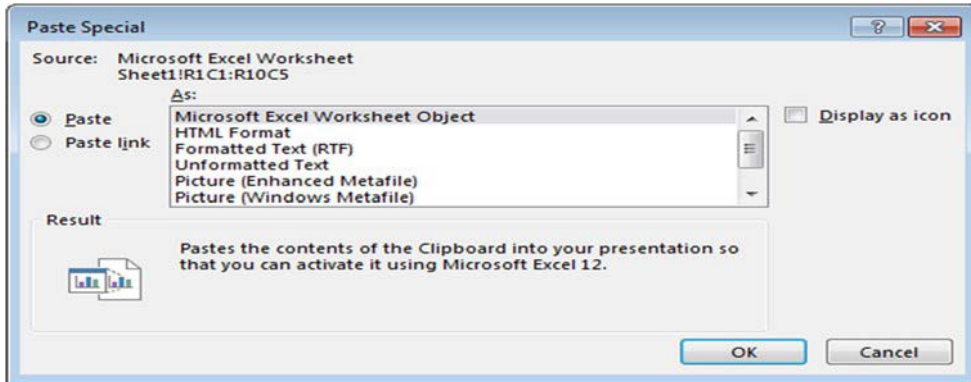 Paste Special
Source: Microsoft Excel Worksheet
Sheet1!R1C1:R10C5
As:
Paste
Paste link
Microsoft Excel Worksheet Object
HTML Format
Formatted Text (RTF)
Unformatted Text
Picture (Enhanced Metafile)
Picture (Windows Metafile)
Display as icon
Result
Pastes the contents of the Clipboard into your presentation so
that you can activate it using Microsoft Excel 12.
OK
Cancel